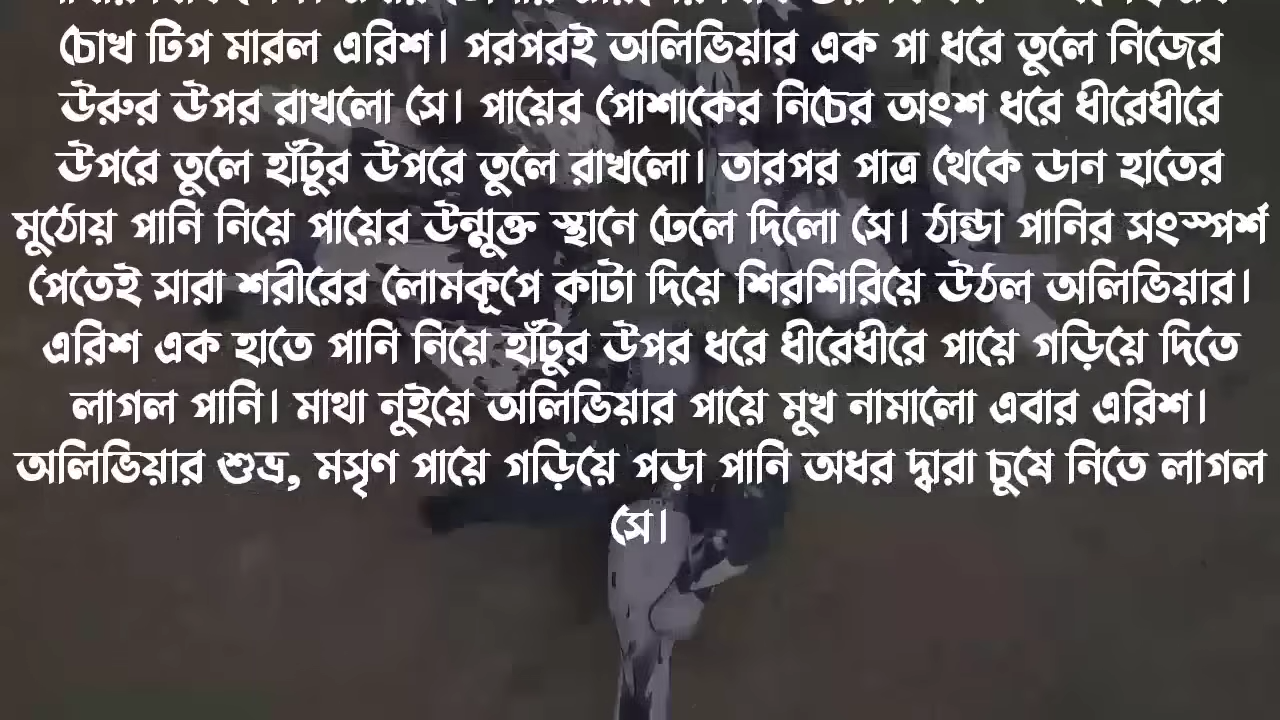 চোখ টিপ মারল এরিশ। পরপরই অলিভিয়ার এক পা ধরে তুলে নিজের
উরুর উপর রাখলো সে। পায়ের পোশাকের নিচের অংশ ধরে ধীরেধীরে
উপরে তুলে হাঁটুর উপরে তুলে রাখলো। তারপর পাত্র থেকে ডান হাতের
মুঠোয় পানি নিয়ে পায়ের উন্মুক্ত স্থানে ঢেলে দিলো সে। ঠান্ডা পানির সংস্পর্শ
পেতেই সারা শরীরের লোমকূপে কাটা দিয়ে শিরশিরিয়ে উঠল অলিভিয়ার।
এরিশ এক হাতে পানি নিয়ে হাঁটুর উপর ধরে ধীরেধীরে পায়ে গড়িয়ে দিতে
লাগল পানি। মাথা নুইয়ে অলিভিয়ার পায়ে মুখ নামালো এবার এরিশ।
অলিভিয়ার শুভ্র, মসৃণ পায়ে গড়িয়ে পড়া পানি অধর দ্বারা চুষে নিতে লাগল
সে।